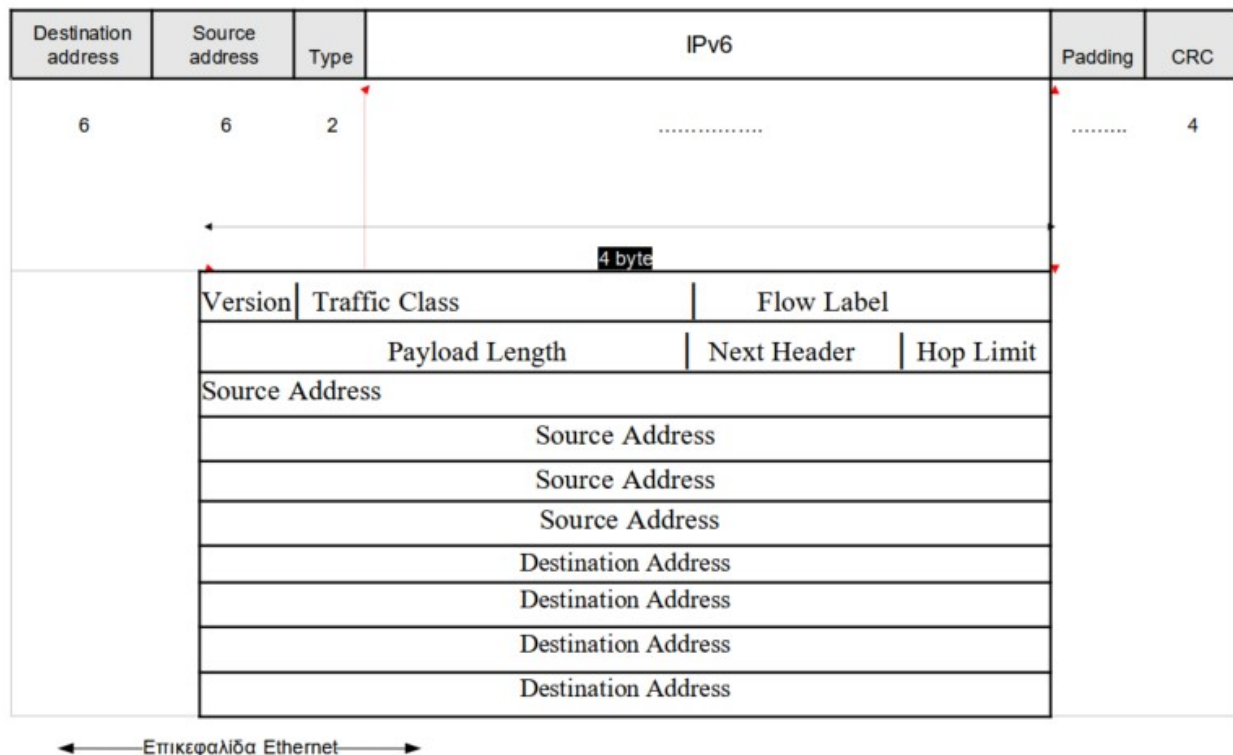 Destination address Source address Type IPv6 Padding CRC
6 6 2 ............... ......... 4
4 byte
Version Traffic Class Flow Label
Payload Length Next Header Hop Limit
Source Address
Source Address
Source Address
Source Address
Destination Address
Destination Address
Destination Address
Destination Address
Επικεφαλίδα Ethernet